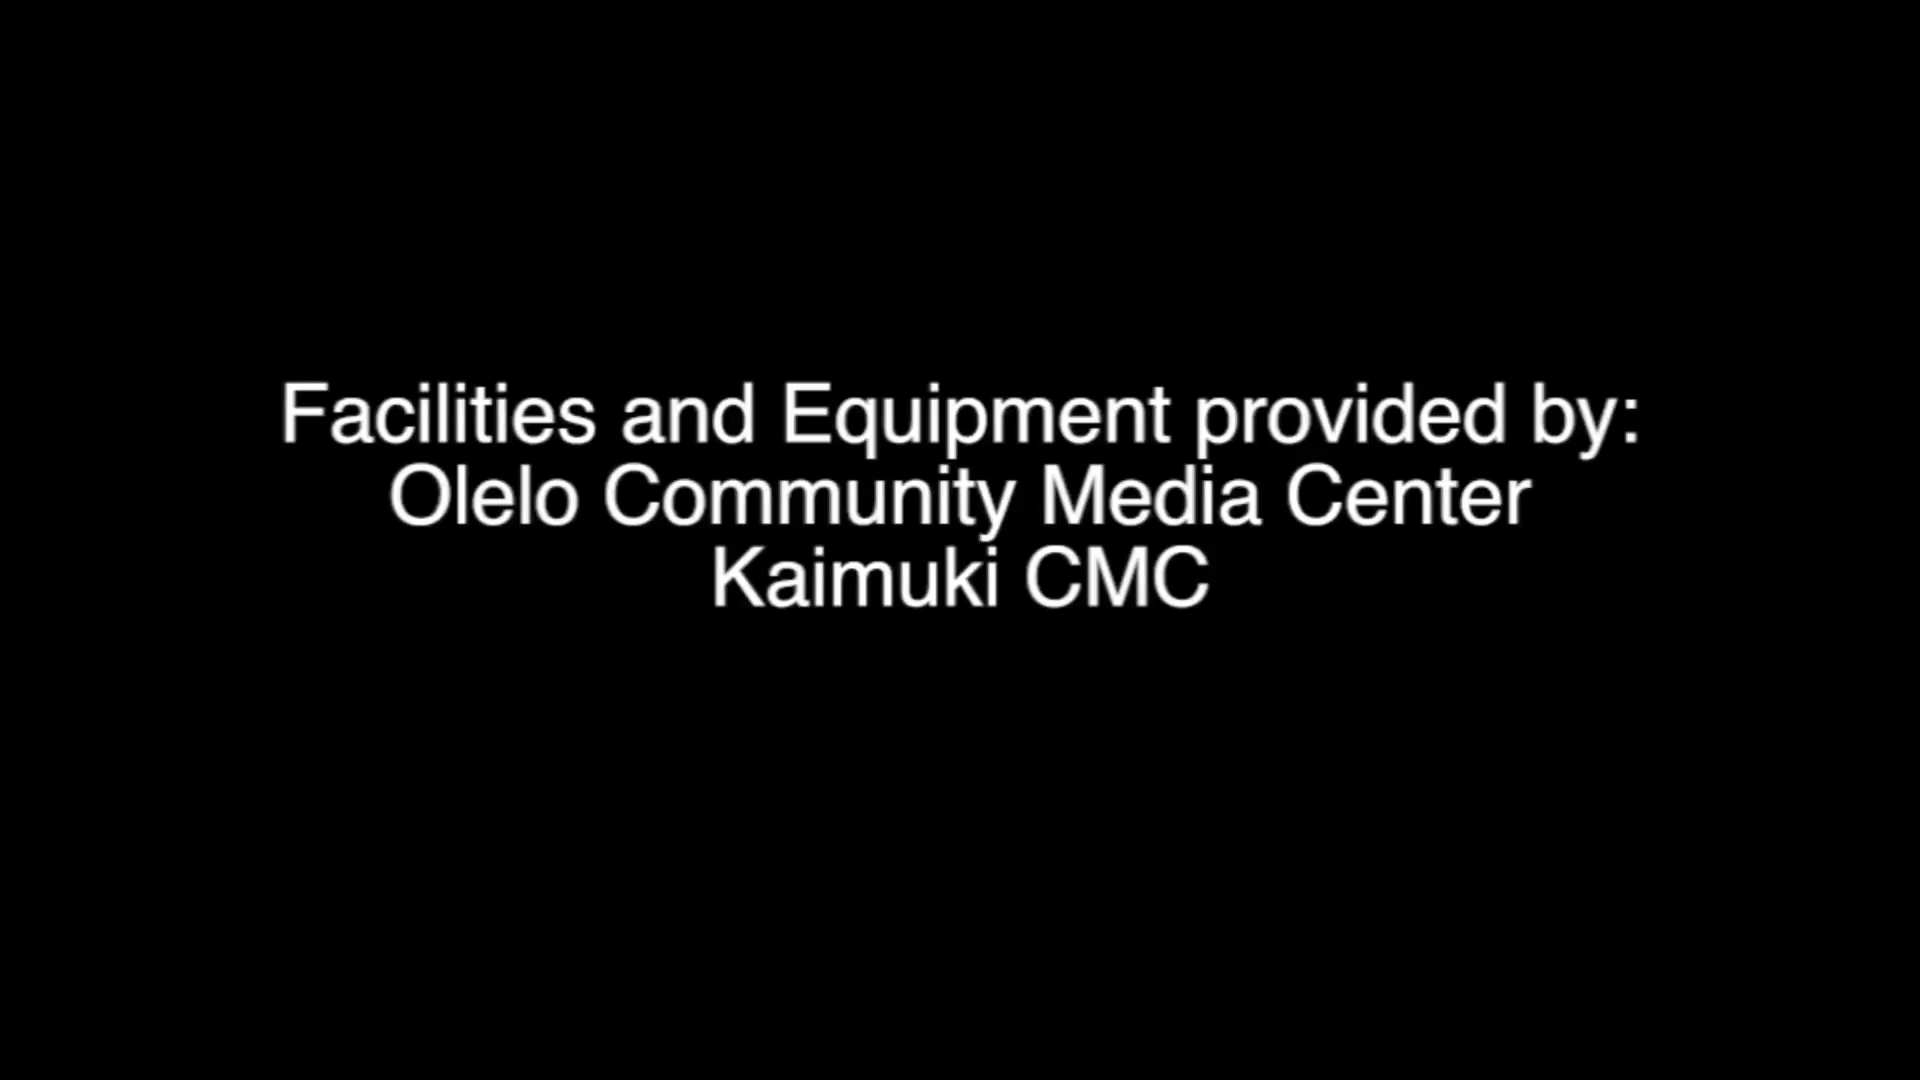 Facilities and Equipment provided by:
Olelo Community Media Center
Kaimuki CMC